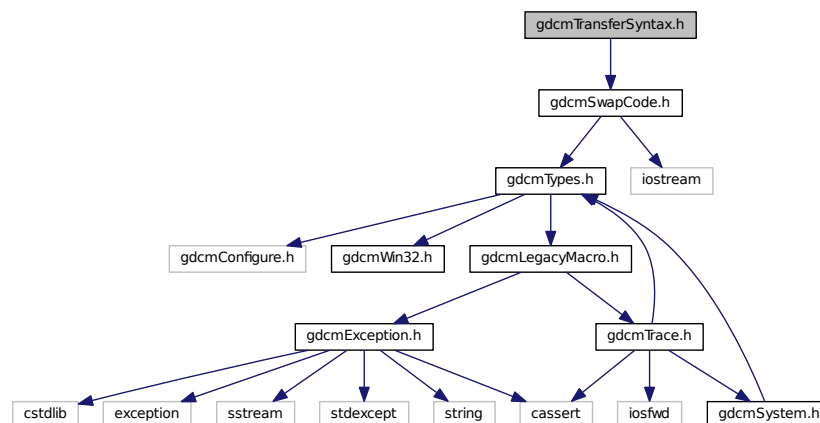 gdcmTransferSyntax.h
gdcmSwapCode.h
gdcmTypes.h
iostream
gdcmConfigure.h
gdcmWin32.h
gdcmLegacyMacro.h
gdcmException.h
gdcmTrace.h
cstdlib
exception
sstream
stdexcept
string
cassert
iosfwd
gdcmSystem.h